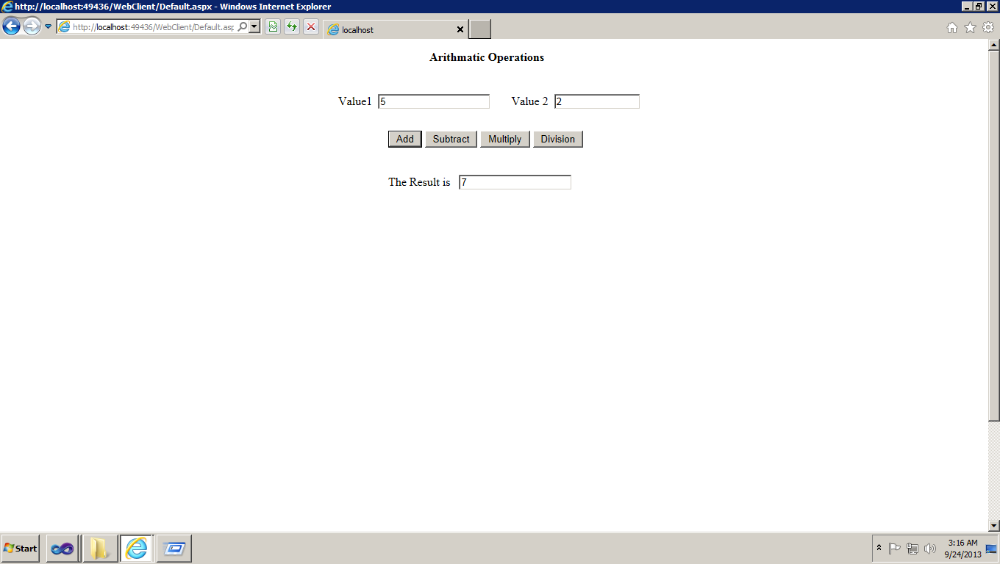 http://localhost:49436/WebClient/Default.aspx - Windows Internet Explorer
http://localhost:49436/WebClient/Default.asp
localhost
Arithmatic Operations
Value1 5 Value 2 2
Add Subtract Multiply Division
The Result is 7
Start
3:16 AM
9/24/2013